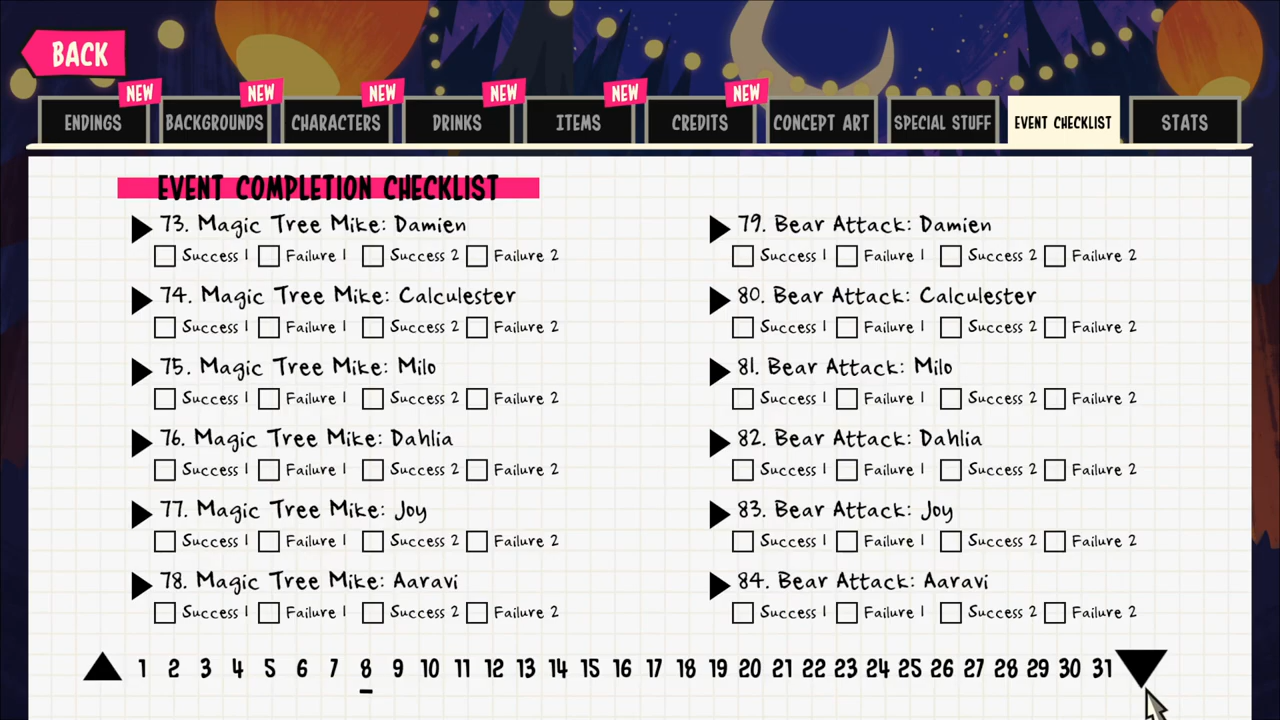 BACK
NEW NEW NEW NEW NEW NEW
ENDINGS BACKGROUNDS CHARACTERS DRINKS ITEMS CREDITS CONCEPT ART SPECIAL STUFF EVENT CHECKLIST STATS
EVENT COMPLETION CHECKLIST
73. Magic Tree Mike: Damien
Success 1 Failure 1 Success 2 Failure 2
74. Magic Tree Mike: Calculester
Success 1 Failure 1 Success 2 Failure 2
75. Magic Tree Mike: Milo
Success 1 Failure 1 Success 2 Failure 2
76. Magic Tree Mike: Dahlia
Success 1 Failure 1 Success 2 Failure 2
77. Magic Tree Mike: Joy
Success 1 Failure 1 Success 2 Failure 2
78. Magic Tree Mike: Aaravi
Success 1 Failure 1 Success 2 Failure 2
79. Bear Attack: Damien
Success 1 Failure 1 Success 2 Failure 2
80. Bear Attack: Calculester
Success 1 Failure 1 Success 2 Failure 2
81. Bear Attack: Milo
Success 1 Failure 1 Success 2 Failure 2
82. Bear Attack: Dahlia
Success 1 Failure 1 Success 2 Failure 2
83. Bear Attack: Joy
Success 1 Failure 1 Success 2 Failure 2
84. Bear Attack: Aaravi
Success 1 Failure 1 Success 2 Failure 2
1 2 3 4 5 6 7 8 9 10 11 12 13 14 15 16 17 18 19 20 21 22 23 24 25 26 27 28 29 30 31